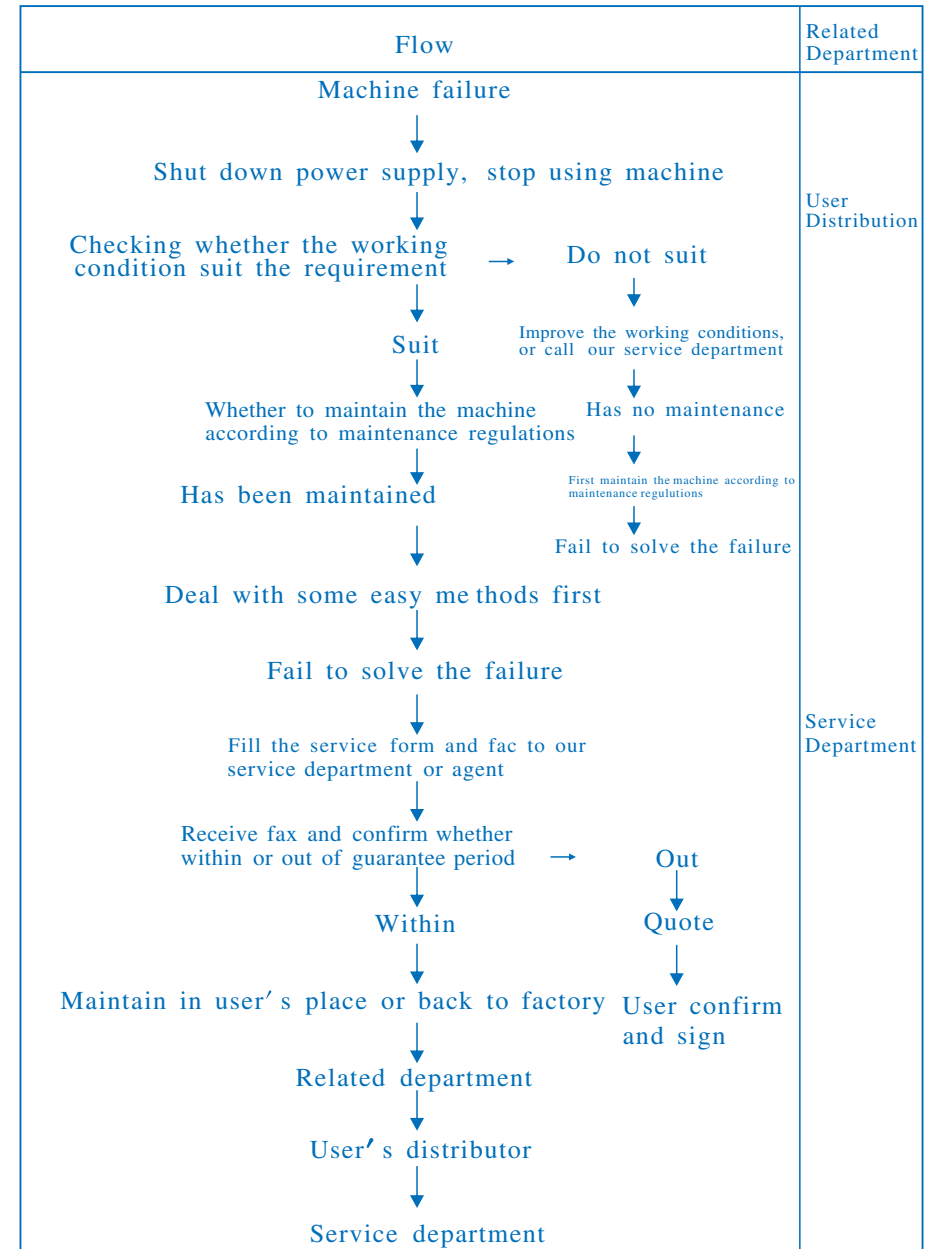 Flow
Related
Department
Machine failure
Shut down power suply, stop using machine
User
Distribution
Checking whether the working
condition suit the requirement
Do not suit
Suit
Improve the working conditions,
or call our service department
Whether to maintain the machine
according to maintenance regulations
Has no maintenance
Has been maintained
First maintain the machine according to
maintenance regulutions
Fail to solve the failure
Deal with some easy me thods first
Fail to solve the failure
Service
Department
Fill the service form and fac to our
service department or agent
Receive fax and confirm whether
within or out of guarantee period
Out
Within
Quote
Maintain in user′ s place or back to factory
User confirm
and sign
Related department
User′ s distributor
Service department